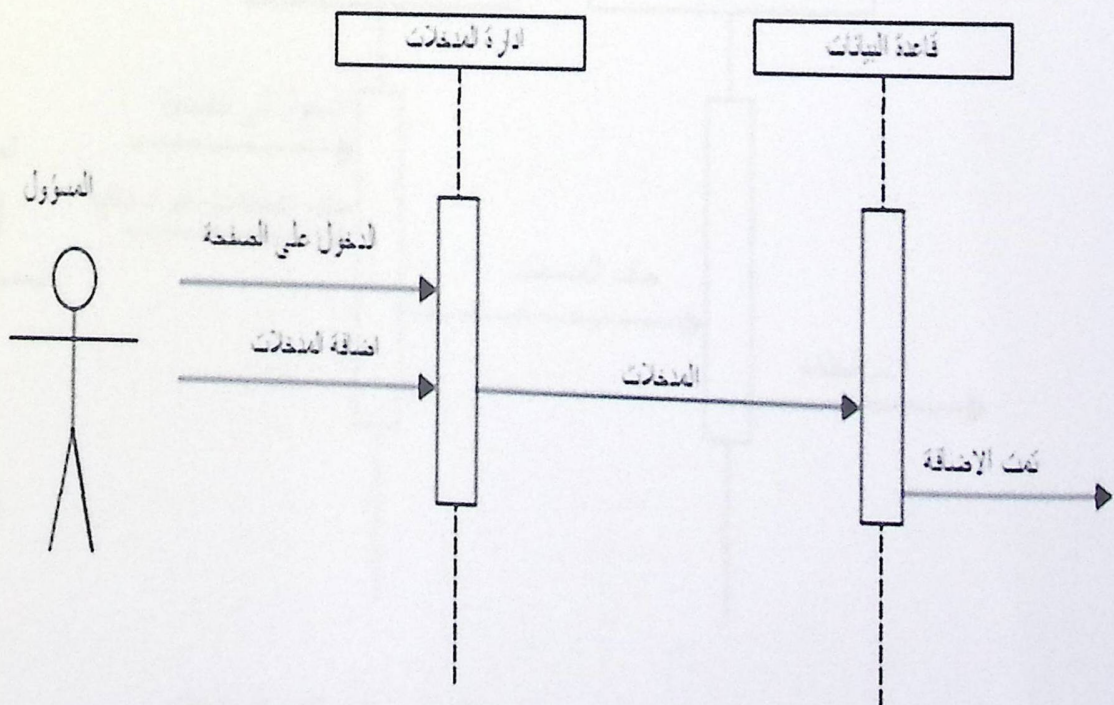 ادارة المدخلات
قاعدة البيانات
المسؤول
الدخول على الصفحة
اضافة المدخلات
المدخلات
تمت الاضافة